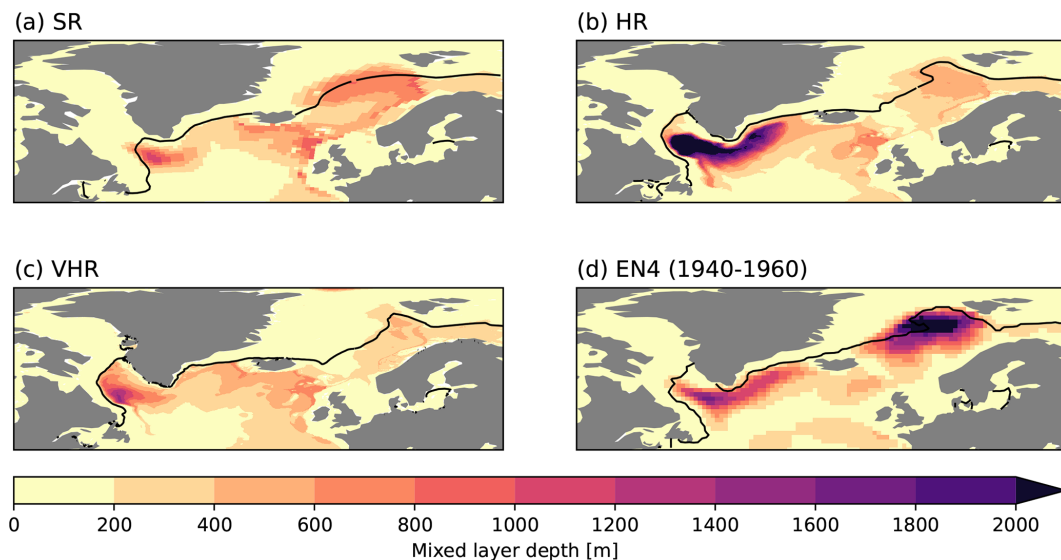 (a) SR
(b) HR
(c) VHR
(d) EN4 (1940-1960)
0 200 400 600 800 1000 1200 1400 1600 1800 2000
Mixed layer depth [m]